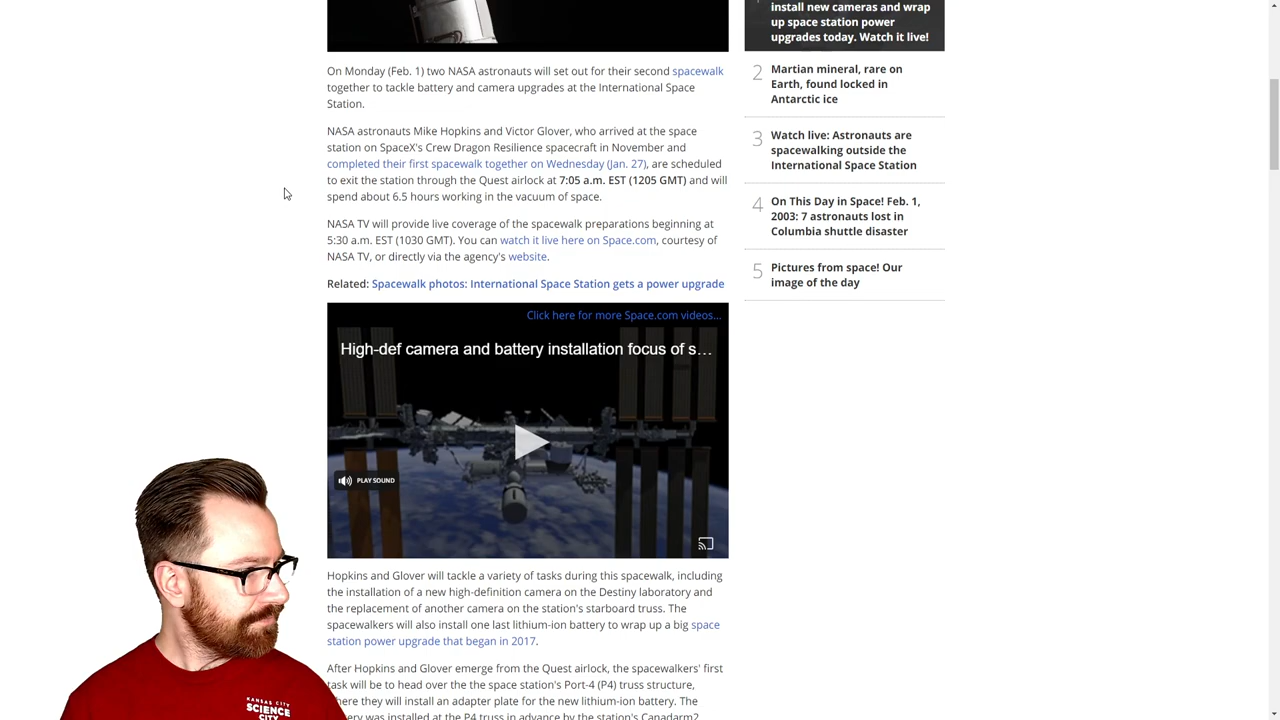 On Monday (Feb. 1) two NASA astronauts will set out for their second spacewalk
together to tackle battery and camera upgrades at the International Space
Station.
NASA astronauts Mike Hopkins and Victor Glover, who arrived at the space
station on SpaceX's Crew Dragon Resilience spacecraft in November and
completed their first spacewalk together on Wednesday (Jan. 27), are scheduled
to exit the station through the Quest airlock at 7:05 a.m. EST (1205 GMT) and will
spend about 6.5 hours working in the vacuum of space.
NASA TV will provide live coverage of the spacewalk preparations beginning at
5:30 a.m. EST (1030 GMT). You can watch it live here on Space.com, courtesy of
NASA TV, or directly via the agency's website.
Related: Spacewalk photos: International Space Station gets a power upgrade
Click here for more Space.com videos...
High-def camera and battery installation focus of s...
PLAY SOUND
Hopkins and Glover will tackle a variety of tasks during this spacewalk, including
the installation of a new high-definition camera on the Destiny laboratory and
the replacement of another camera on the station's starboard truss. The
spacewalkers will also install one last lithium-ion battery to wrap up a big space
station power upgrade that began in 2017.
After Hopkins and Glover emerge from the Quest airlock, the spacewalkers' first
task will be to head over the the space station's Port-4 (P4) truss structure,
where they will install an adapter plate for the new lithium-ion battery. The
battery was installed at the P4 truss in advance by the station's Canadarm2
install new cameras and wrap
up space station power
upgrades today. Watch it live!
2 Martian mineral, rare on
Earth, found locked in
Antarctic ice
3 Watch live: Astronauts are
spacewalking outside the
International Space Station
4 On This Day in Space! Feb. 1,
2003: 7 astronauts lost in
Columbia shuttle disaster
5 Pictures from space! Our
image of the day
KANSAS CITY
SCIENCE
CITY